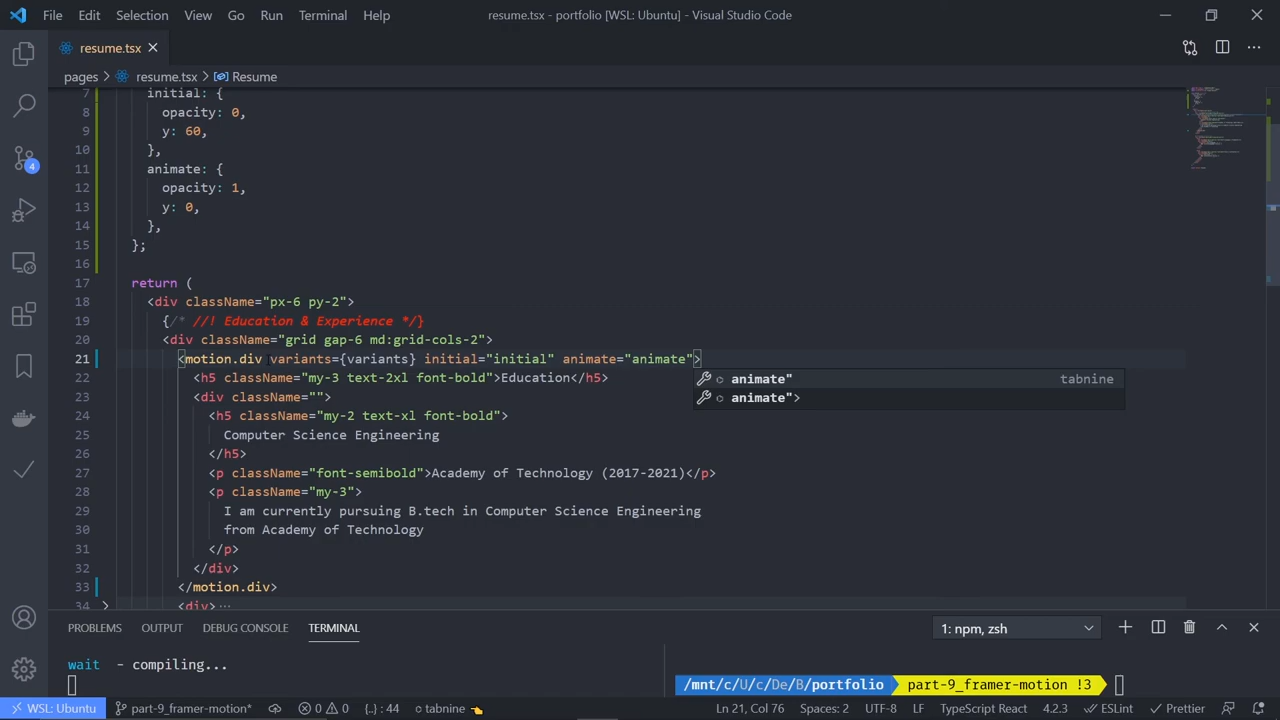 File Edit Selection View Go Run Terminal Help resume.tsx - portfolio [WSL: Ubuntu] - Visual Studio Code
resume.tsx
pages > resume.tsx > Resume
7 initial: {
8 opacity: 0,
9 y: 60,
10 },
11 animate: {
12 opacity: 1,
13 y: 0,
14 },
15 };
16
17 return (
18 <div className="px-6 py-2">
19 {/* //! Education & Experience */}
20 <div className="grid gap-6 md:grid-cols-2">
21 <motion.div variants={variants} initial="initial" animate="animate">
22 <h5 className="my-3 text-2xl font-bold">Education</h5>
animate" tabnine
23 <div className="">
animate">
24 <h5 className="my-2 text-xl font-bold">
25 Computer Science Engineering
26 </h5>
27 <p className="font-semibold">Academy of Technology (2017-2021)</p>
28 <p className="my-3">
29 I am currently pursuing B.tech in Computer Science Engineering
30 from Academy of Technology
31 </p>
32 </div>
33 </motion.div>
34 <div>…
4
PROBLEMS OUTPUT DEBUG CONSOLE TERMINAL 1: npm, zsh
wait - compiling...
/mnt/c/U/c/De/B/portfolio part-9_framer-motion !3
WSL: Ubuntu part-9_framer-motion* 0 0 {..} : 44 tabnine 👈 Ln 21, Col 76 Spaces: 2 UTF-8 LF TypeScript React ESLint Prettier